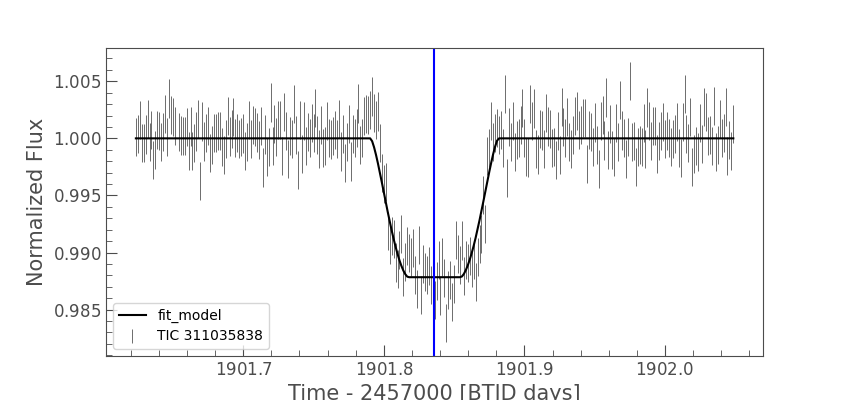 1.005
1.000
0.995
0.990
0.985
Normalized Flux
fit_model
TIC 311035838
1901.7 1901.8 1901.9 1902.0
Time - 2457000 [BTJD days]